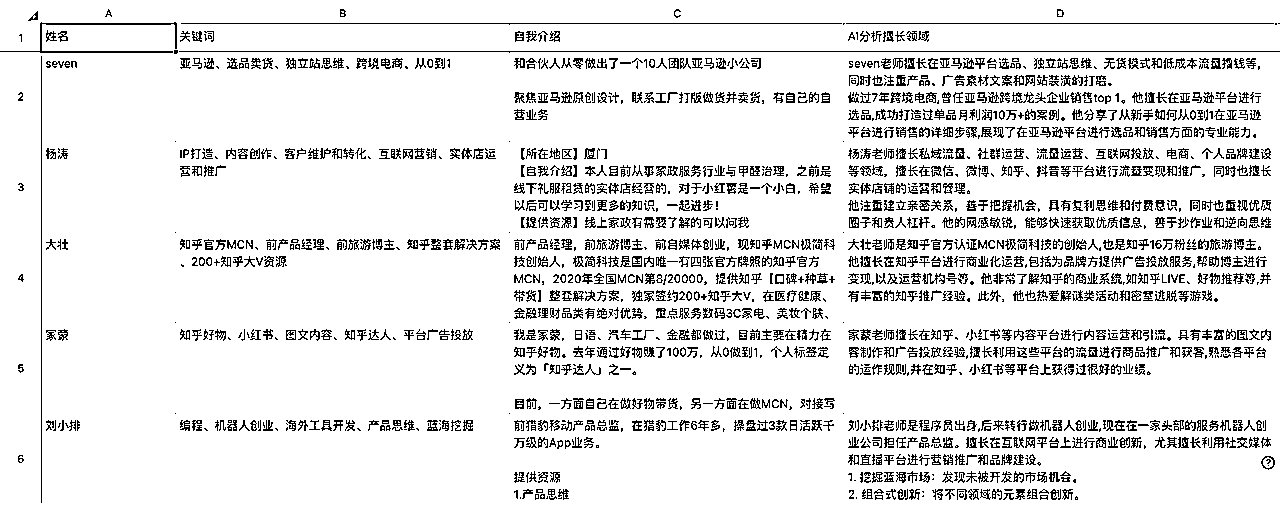 A B C D
1 姓名 关键词 自我介绍 AI分析擅长领域
2
seven
亚马逊、选品卖货、独立站思维、跨境电商、从0到1
和合伙人从零做出了一个10人团队亚马逊小公司
聚焦亚马逊原创设计，联系工厂打版做货并卖货，有自己的自
营业务
seven老师擅长在亚马逊平台选品、独立站思维、无货模式和低成本流量撸钱等，
同时也注重产品、广告素材文案和网站装潢的打磨。
做过7年跨境电商,曾任亚马逊跨境龙头企业销售top 1。他擅长在亚马逊平台进行
选品,成功打造过单品月利润10万+的案例。他分享了从新手如何从0到1在亚马逊
平台进行销售的详细步骤,展现了在亚马逊平台进行选品和销售方面的专业能力。
3
杨涛
IP打造、内容创作、客户维护和转化、互联网营销、实体店运
营和推广
【所在地区】厦门
【自我介绍】本人目前从事家政服务行业与甲醛治理，之前是
线下礼服租赁的实体店经营的，对于小红薯是一个小白，希望
以后可以学习到更多的知识，一起进步！
【提供资源】线上家政有需要了解的可以问我
杨涛老师擅长私域流量、社群运营、流量运营、互联网投放、电商、个人品牌建设
等领域，擅长在微信、微博、知乎、抖音等平台进行流量变现和推广，同时也擅长
实体店铺的运营和管理。
他注重建立亲密关系，善于把握机会，具有复利思维和付费意识，同时也重视优质
圈子和贵人杠杆。他的网感敏锐，能够快速获取优质信息，善于抄作业和逆向思维
4
大壮
知乎官方MCN、前产品经理、前旅游博主、知乎整套解决方案
、200+知乎大V资源
前产品经理，前旅游博主、前自媒体创业，现知乎MCN极简科
技创始人，极简科技是国内唯一有四张官方牌照的知乎官方
MCN，2020年全国MCN第8/20000，提供知乎【口碑+种草+
带货】整套解决方案，独家签约200+知乎大V，在医疗健康、
金融理财品类有绝对优势，重点服务数码3C家电、美妆个肤、
大壮老师是知乎官方认证MCN极简科技的创始人,也是知乎16万粉丝的旅游博主。
他擅长在知乎平台进行商业化运营,包括为品牌方提供广告投放服务,帮助博主进行
变现,以及运营机构号等。他非常了解知乎的商业系统,如知乎LIVE、好物推荐等,并
有丰富的知乎推广经验。此外，他也热爱解谜类活动和密室逃脱等游戏。
5
家蒙
知乎好物、小红书、图文内容、知乎达人、平台广告投放
我是家蒙，日语、汽车工厂、金融都做过，目前主要在精力在
知乎好物。去年通过好物赚了100万，从0做到1，个人标签定
义为「知乎达人」之一。
目前，一方面自己在做好物带货，另一方面在做MCN，对接写
家蒙老师擅长在知乎、小红书等内容平台进行内容运营和引流。具有丰富的图文内
容制作和广告投放经验,擅长利用这些平台的流量进行商品推广和获客,熟悉各平台
的运作规则,并在知乎、小红书等平台上获得过很好的业绩。
6
刘小排
编程、机器人创业、海外工具开发、产品思维、蓝海挖掘
前猎豹移动产品总监，在猎豹工作6年多，操盘过3款日活跃千
万级的App业务。
提供资源
1.产品思维
刘小排老师是程序员出身,后来转行做机器人创业,现在在一家头部的服务机器人创
业公司担任产品总监。擅长在互联网平台上进行商业创新，尤其擅长利用社交媒体
和直播平台进行营销推广和品牌建设。
1. 挖掘蓝海市场：发现未被开发的市场机会。
2. 组合式创新：将不同领域的元素组合创新。